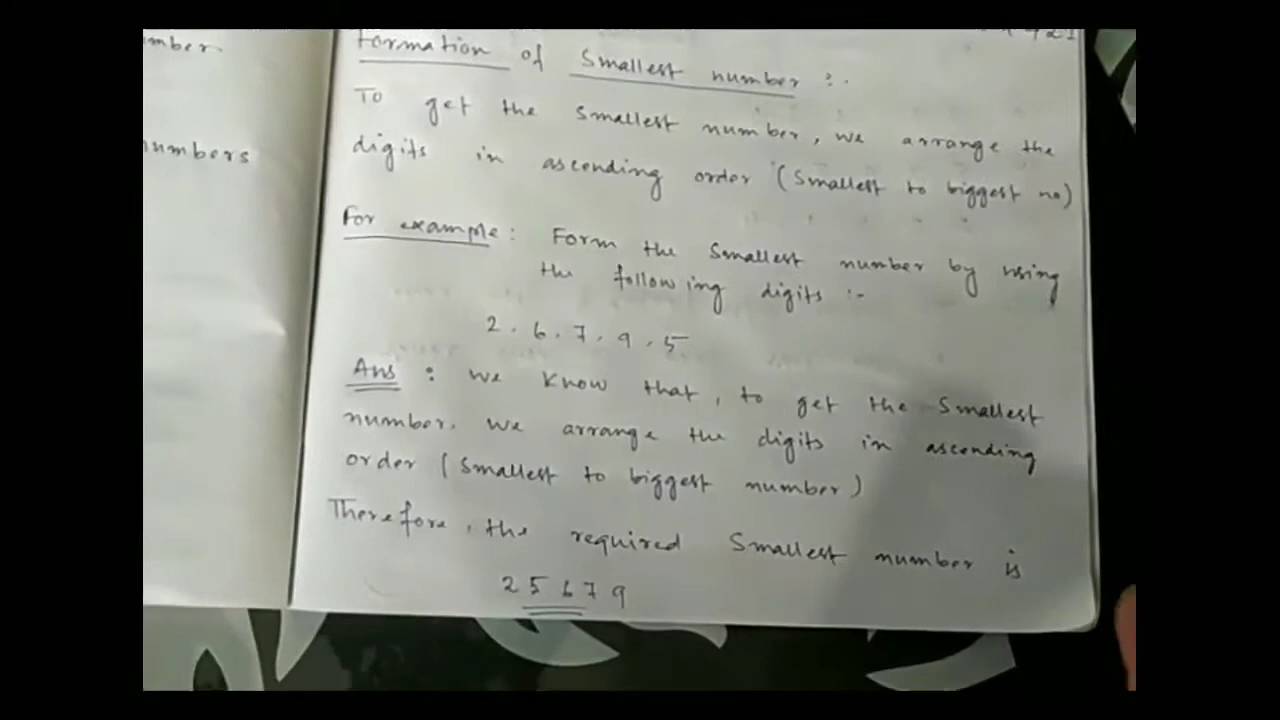 Formation of Smallest number :-
To get the smallest number, we arrange the
digits in ascending order (Smallest to biggest no)
For example: Form the Smallest number by using
the following digits :-
2, 6, 7, 9, 5
Ans : We know that, to get the Smallest
number, we arrange the digits in ascending
order (Smallest to biggest number)
Therefore, the required Smallest number is
25679
numbers